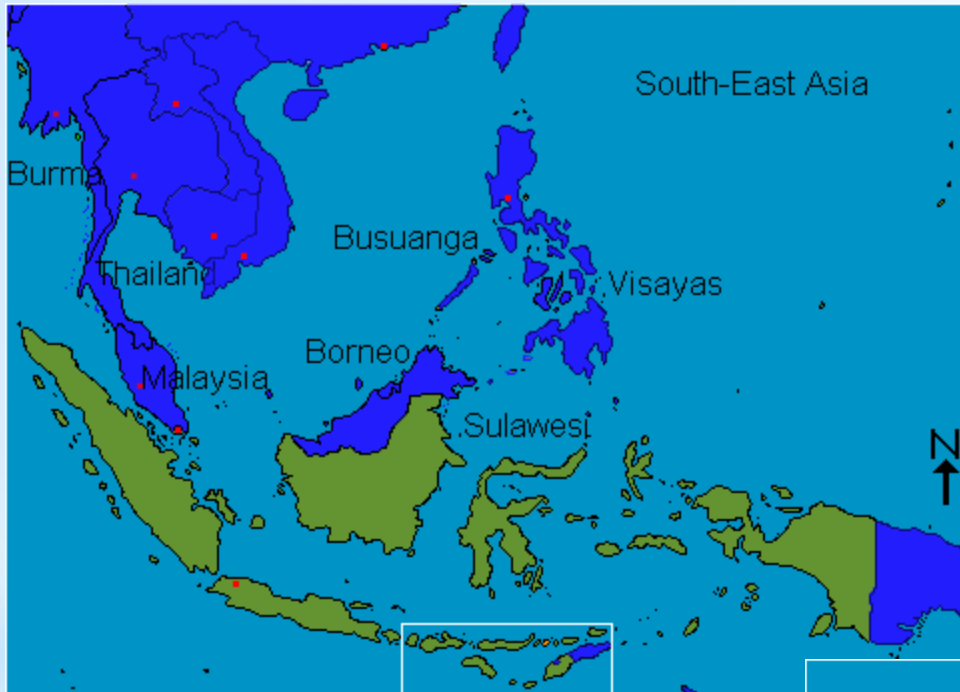 South-East Asia
Burma
Busuanga
Thailand
Visayas
Borneo
Malaysia
Sulawesi
N